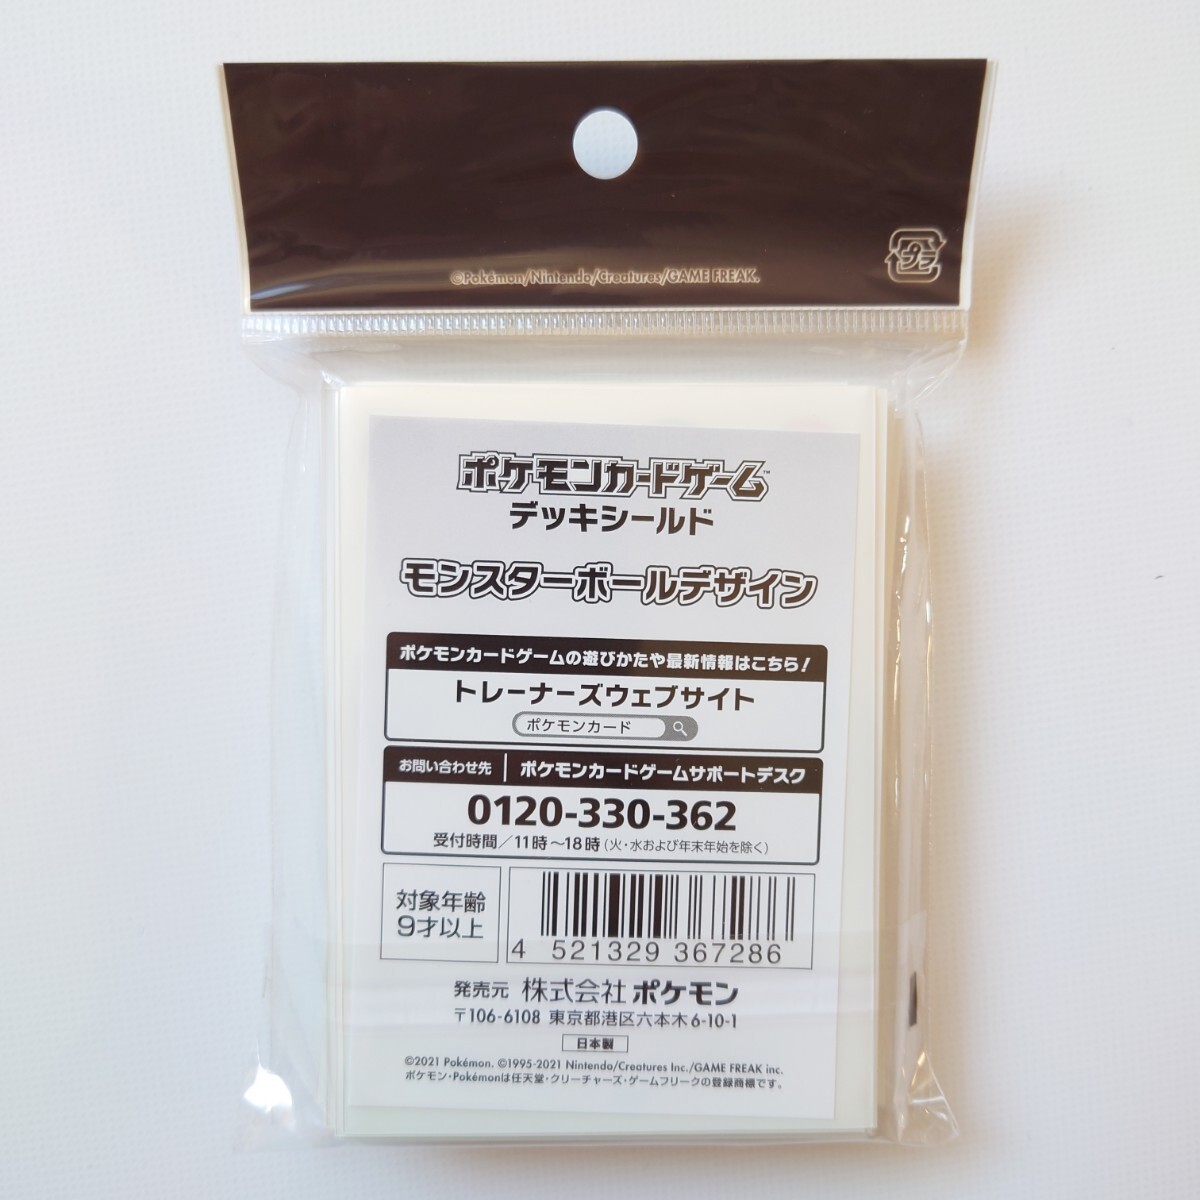 プラ
©Pokémon/Nintendo/Creatures/GAME FREAK.
ポケモンカードゲーム™
デッキシールド
モンスターボールデザイン
ポケモンカードゲームの遊びかたや最新情報はこちら!
トレーナーズウェブサイト
ポケモンカード
お問い合わせ先 ポケモンカードゲームサポートデスク
0120-330-362
受付時間/11時〜18時(火・水および年末年始を除く)
対象年齢
9才以上
4 521329 367286
発売元 株式会社 ポケモン
〒106-6108 東京都港区六本木6-10-1
日本製
©2021 Pokémon. ©1995-2021 Nintendo/Creatures Inc./GAME FREAK inc.
ポケモン・Pokémonは任天堂・クリーチャーズ・ゲームフリークの登録商標です。